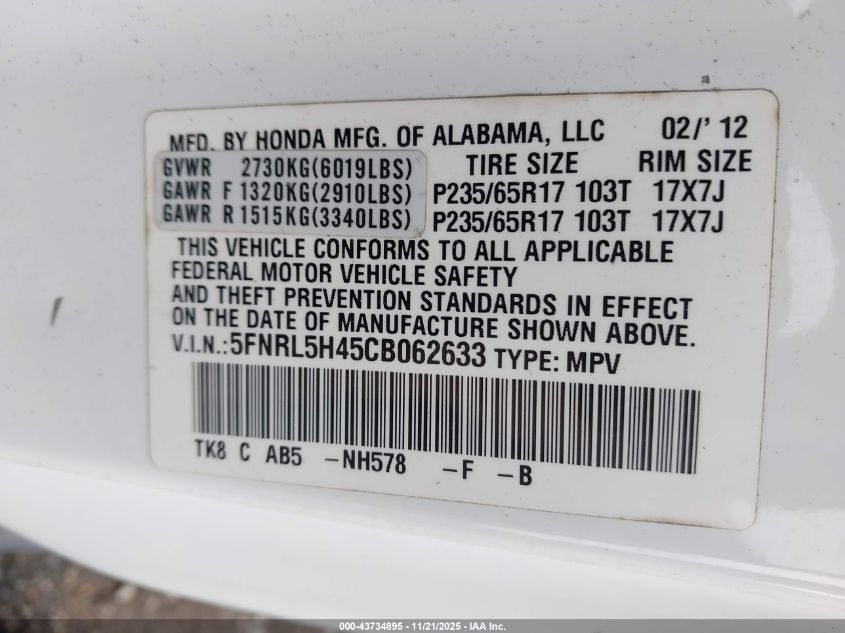 MFD. BY HONDA MFG. OF ALABAMA, LLC 02/' 12
GVWR 2730KG(6019LBS) TIRE SIZE RIM SIZE
GAWR F 1320KG(2910LBS) P235/65R17 103T 17X7J
GAWR R 1515KG(3340LBS) P235/65R17 103T 17X7J
THIS VEHICLE CONFORMS TO ALL APPLICABLE
FEDERAL MOTOR VEHICLE SAFETY
AND THEFT PREVENTION STANDARDS IN EFFECT
ON THE DATE OF MANUFACTURE SHOWN ABOVE.
V.I.N.:5FNRL5H45CB062633 TYPE: MPV
TK8 C AB5 -NH578 -F -B
000-43734895 - 11/21/2025 - IAA Inc.